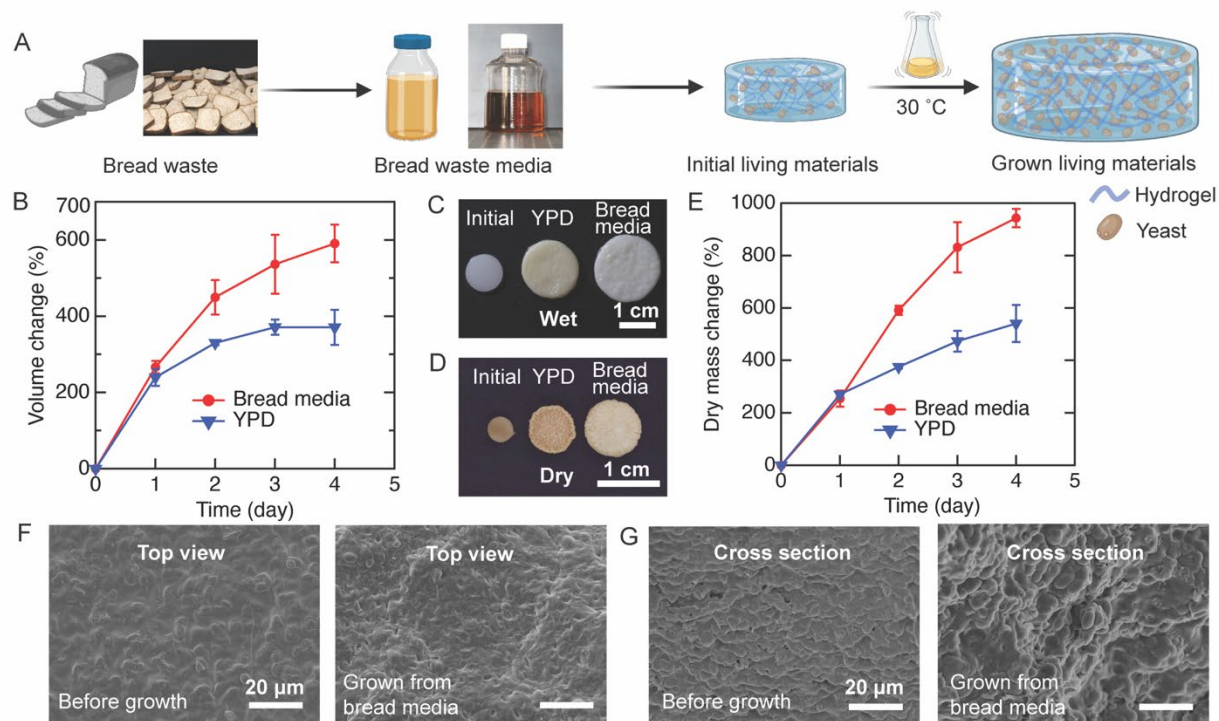 A
Bread waste
Bread waste media
Initial living materials
30 ˚C
Grown living materials
Hydrogel
Yeast
B
Volume change (%)
700
600
400
200
0
0 1 2 3 4 5
Time (day)
Bread media
YPD
C
Initial YPD Bread
media
Wet
1 cm
D
Initial YPD Bread
media
Dry
1 cm
E
Dry mass change (%)
1000
800
600
400
200
0
0 1 2 3 4 5
Time (day)
Bread media
YPD
F
Top view
Before growth
20 µm
Top view
Grown from
bread media
G
Cross section
Before growth
20 µm
Cross section
Grown from
bread media